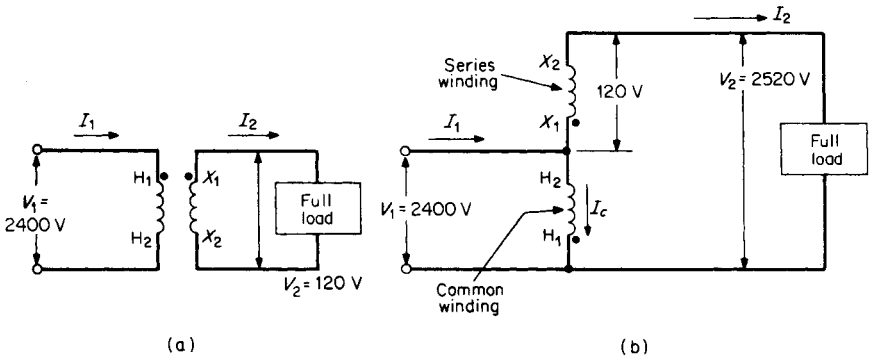 I₁
I₂
V₁ =
2400 V
H₁
H₂
X₁
X₂
Full
load
V₂ = 120 V
(a)
I₂
Series
winding
X₂
X₁
120 V
V₂ = 2520 V
Full
load
I₁
V₁ = 2400 V
H₂
H₁
I꜀
Common
winding
(b)